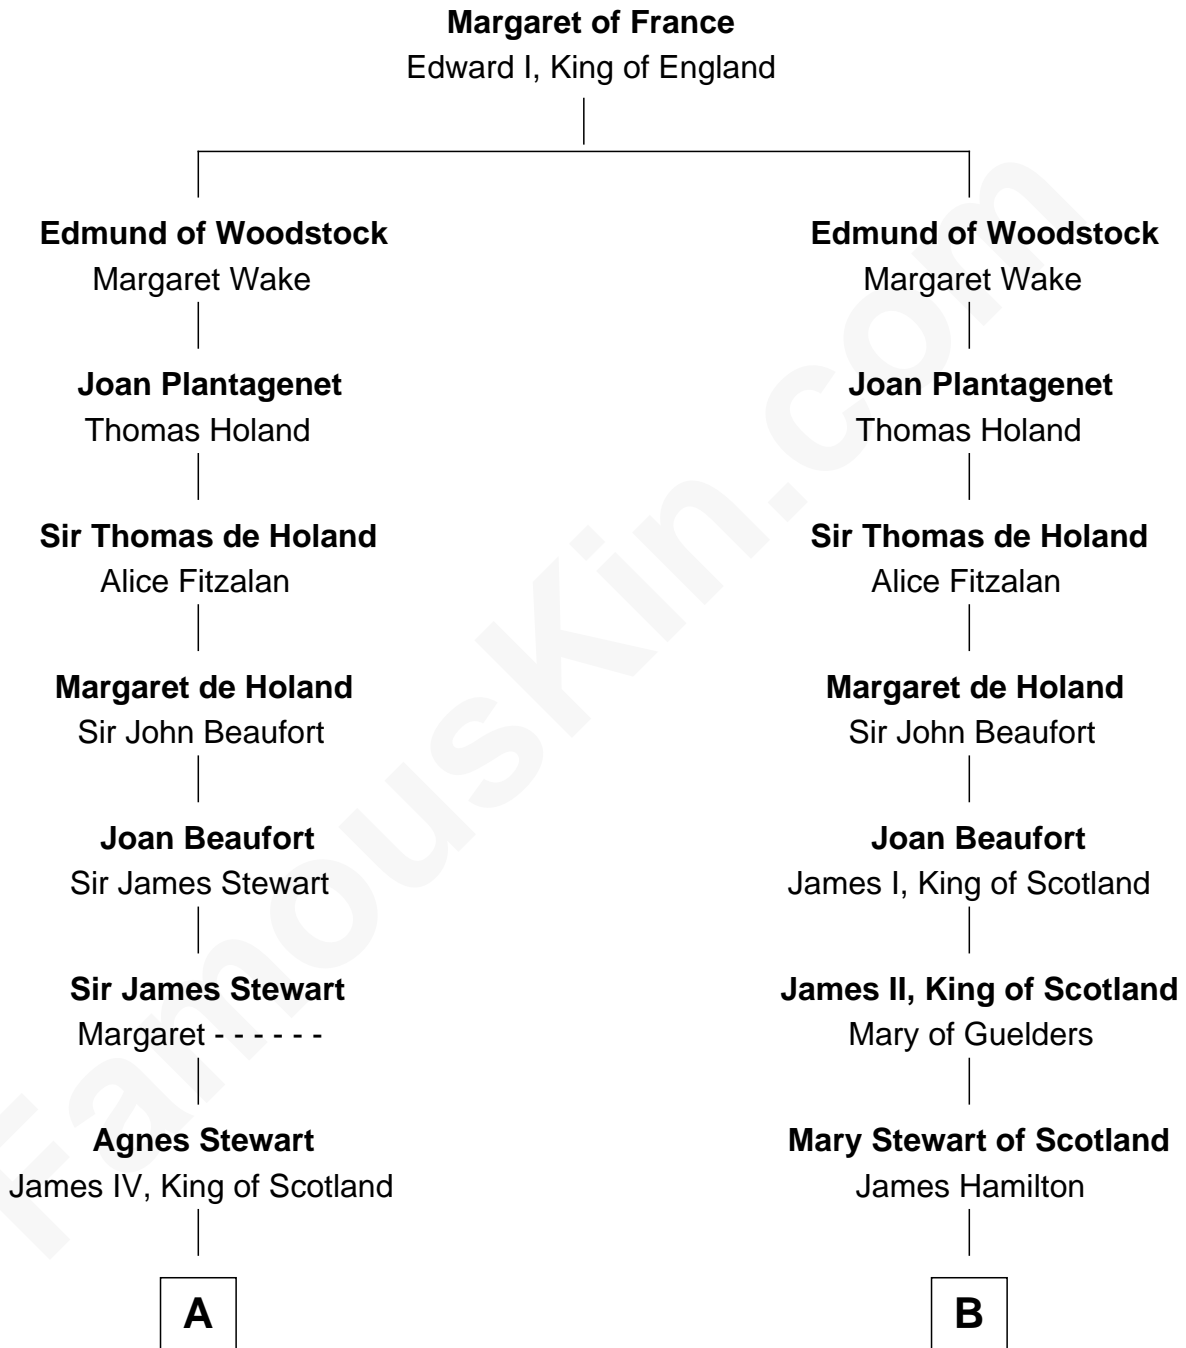 Margaret of France
Edward I, King of England
Edmund of Woodstock
Margaret Wake
Joan Plantagenet
Thomas Holand
Sir Thomas de Holand
Alice Fitzalan
Margaret de Holand
Sir John Beaufort
Joan Beaufort
Sir James Stewart
Sir James Stewart
Margaret - - - - - -
Agnes Stewart
James IV, King of Scotland
A
Edmund of Woodstock
Margaret Wake
Joan Plantagenet
Thomas Holand
Sir Thomas de Holand
Alice Fitzalan
Margaret de Holand
Sir John Beaufort
Joan Beaufort
James I, King of Scotland
James II, King of Scotland
Mary of Guelders
Mary Stewart of Scotland
James Hamilton
B
FamousKin.com